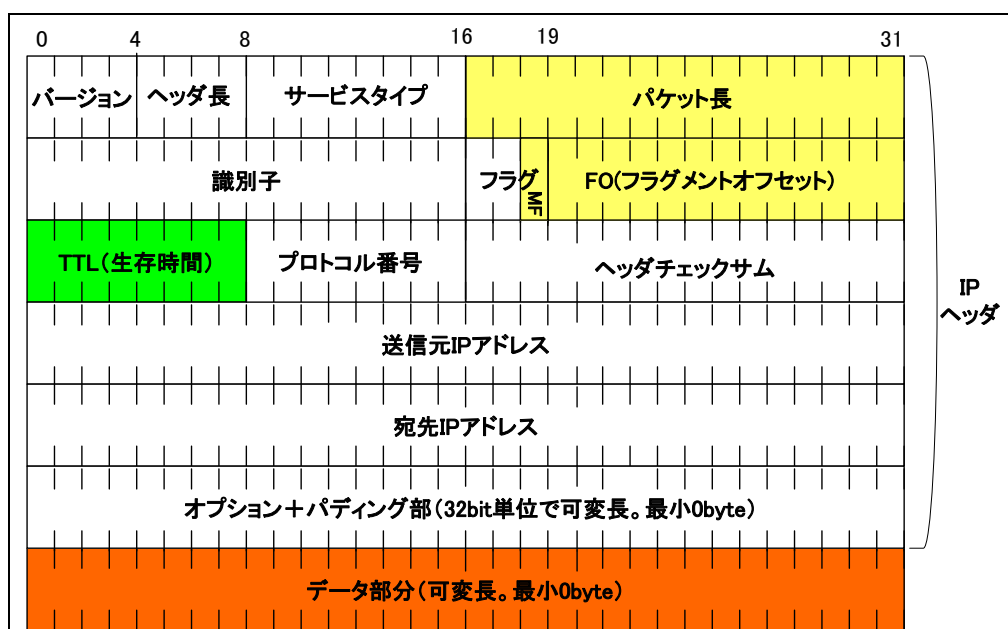 0 4 8 16 19 31
バージョン ヘッダ長 サービスタイプ パケット長
識別子 フラグ MF FO(フラグメントオフセット)
TTL(生存時間) プロトコル番号 ヘッダチェックサム
送信元IPアドレス
宛先IPアドレス
オプション+パディング部(32bit単位で可変長。最小0byte)
データ部分(可変長。最小0byte)
IP
ヘッダ